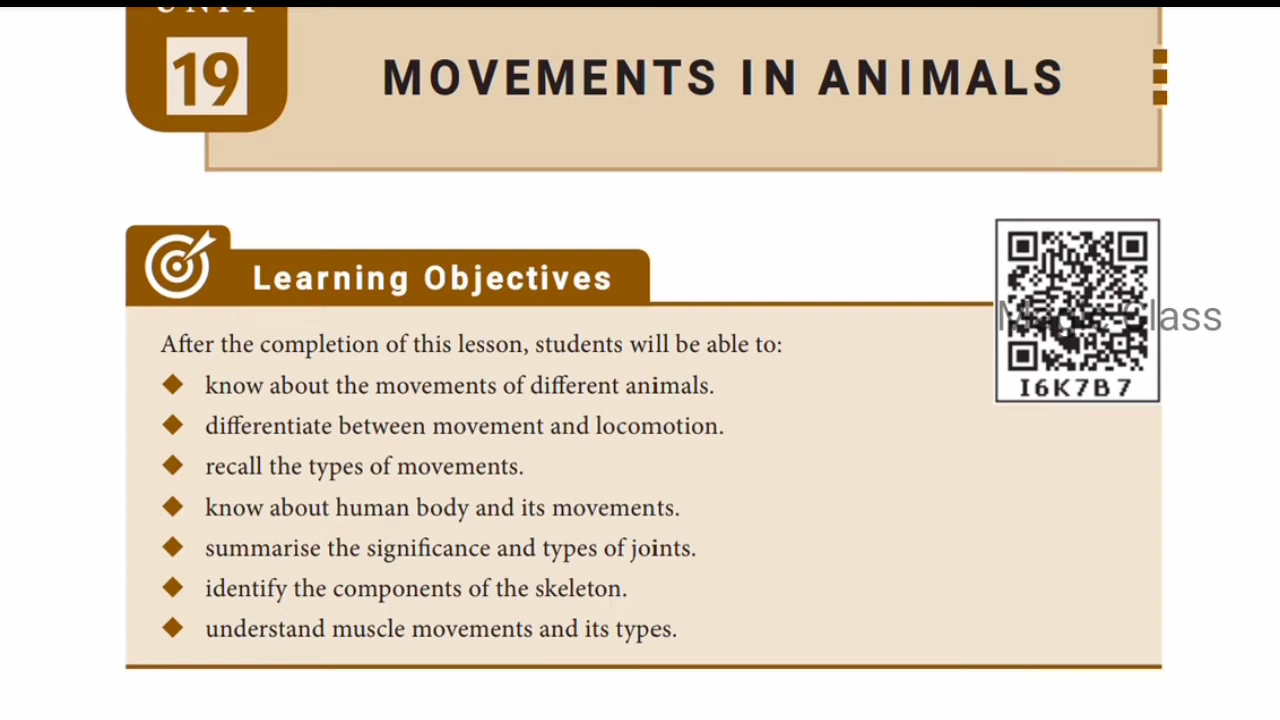 UNIT
19
MOVEMENTS IN ANIMALS
Learning Objectives
After the completion of this lesson, students will be able to:
know about the movements of different animals.
differentiate between movement and locomotion.
recall the types of movements.
know about human body and its movements.
summarise the significance and types of joints.
identify the components of the skeleton.
understand muscle movements and its types.
I6K7B7